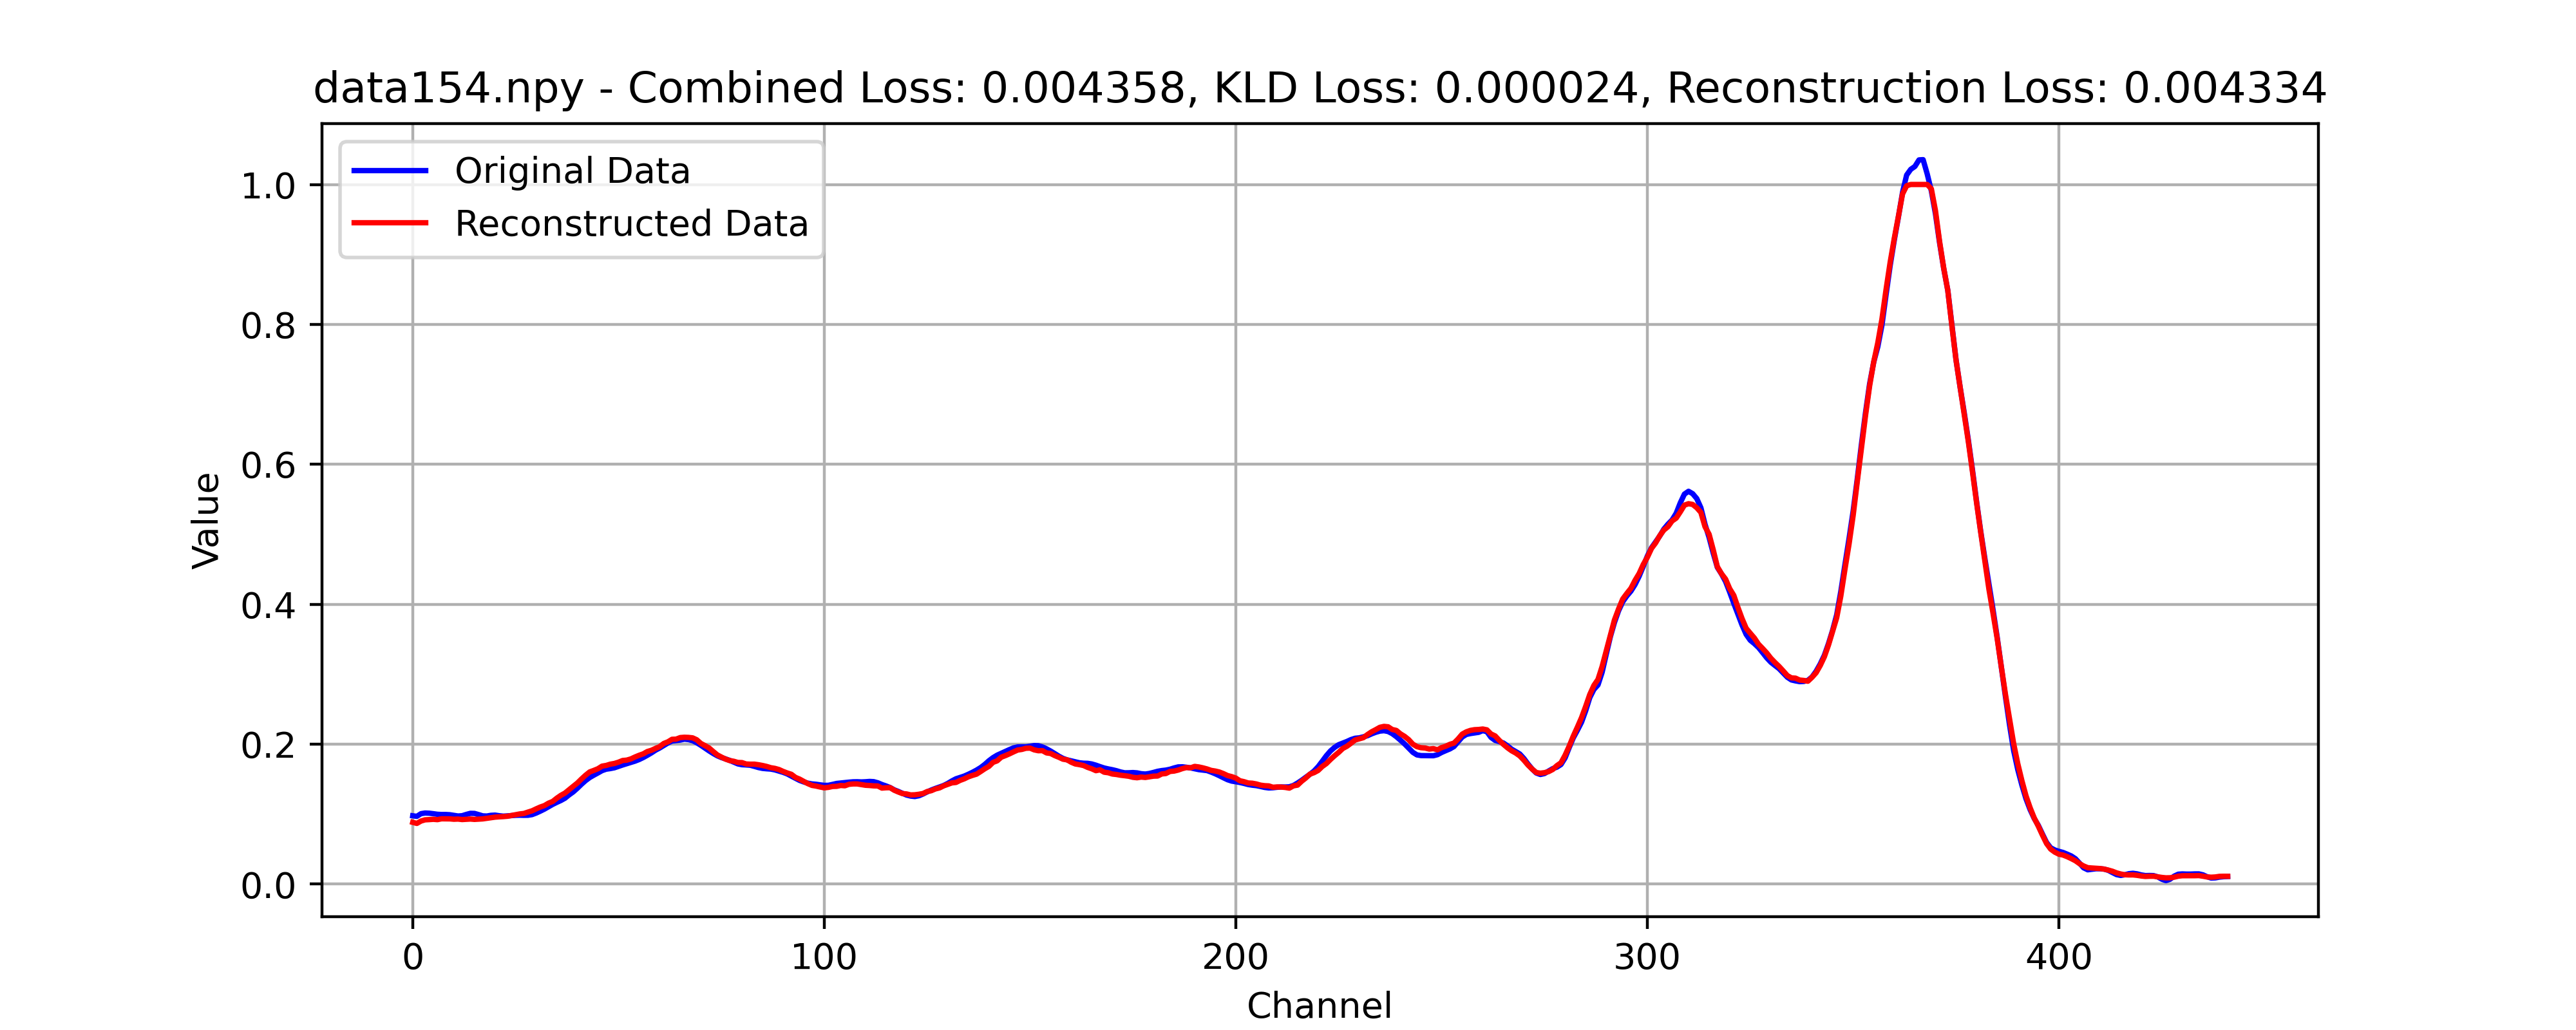 data154.npy - Combined Loss: 0.004358, KLD Loss: 0.000024, Reconstruction Loss: 0.004334
Original Data
Reconstructed Data
1.0
0.8
0.6
0.4
0.2
0.0
Value
0 100 200 300 400
Channel